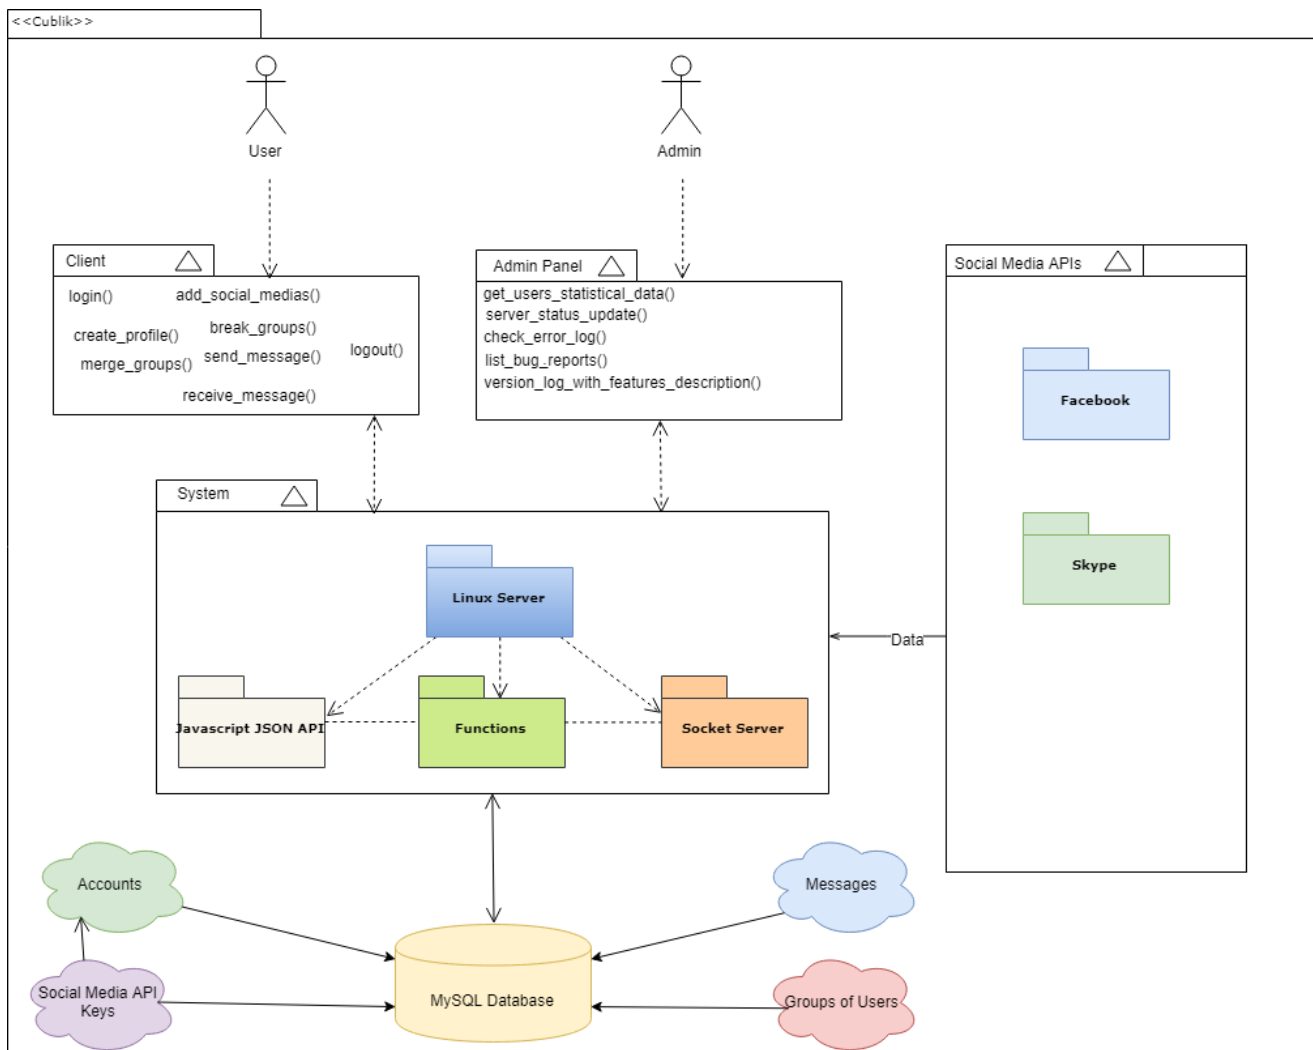 <<Cublik>>
User
Admin
Client
Admin Panel
Social Media APIs
login()
add_social_medias()
create_profile()
break_groups()
merge_groups()
send_message()
logout()
receive_message()
get_users_statistical_data()
server_status_update()
check_error_log()
list_bug_reports()
version_log_with_features_description()
Facebook
Skype
System
Linux Server
Data
Javascript JSON API
Functions
Socket Server
Accounts
Messages
Social Media API
Keys
MySQL Database
Groups of Users